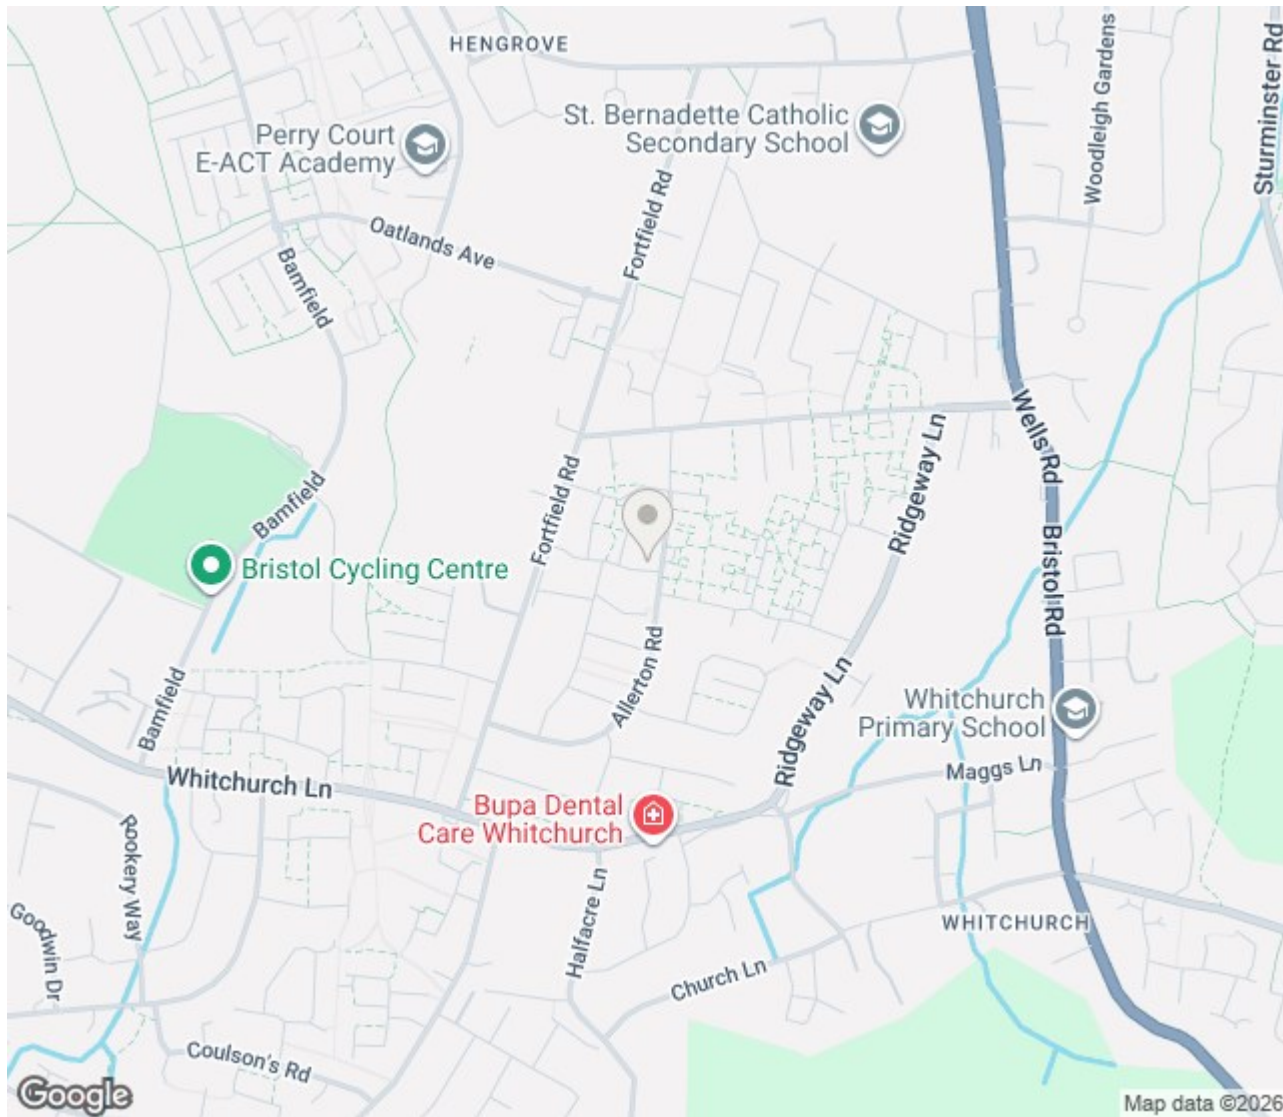 HENGROVE
St. Bernadette Catholic
Secondary School
Perry Court
E-ACT Academy
Woodleigh Gardens
Sturminster Rd
Fortfield Rd
Oatlands Ave
Bamfield
Wells Rd
Ridgeway Ln
Fortfield Rd
Bamfield
Ridgeway Ln
Bristol Rd
Bristol Cycling Centre
Allerton Rd
Bamfield
Ridgeway Ln
Whitchurch
Primary School
Maggs Ln
Whitchurch Ln
Bupa Dental
Care Whitchurch
Rookery Way
Halfacre Ln
WHITCHURCH
Goodwin Dr
Church Ln
Coulson's Rd
Google
Map data ©2026